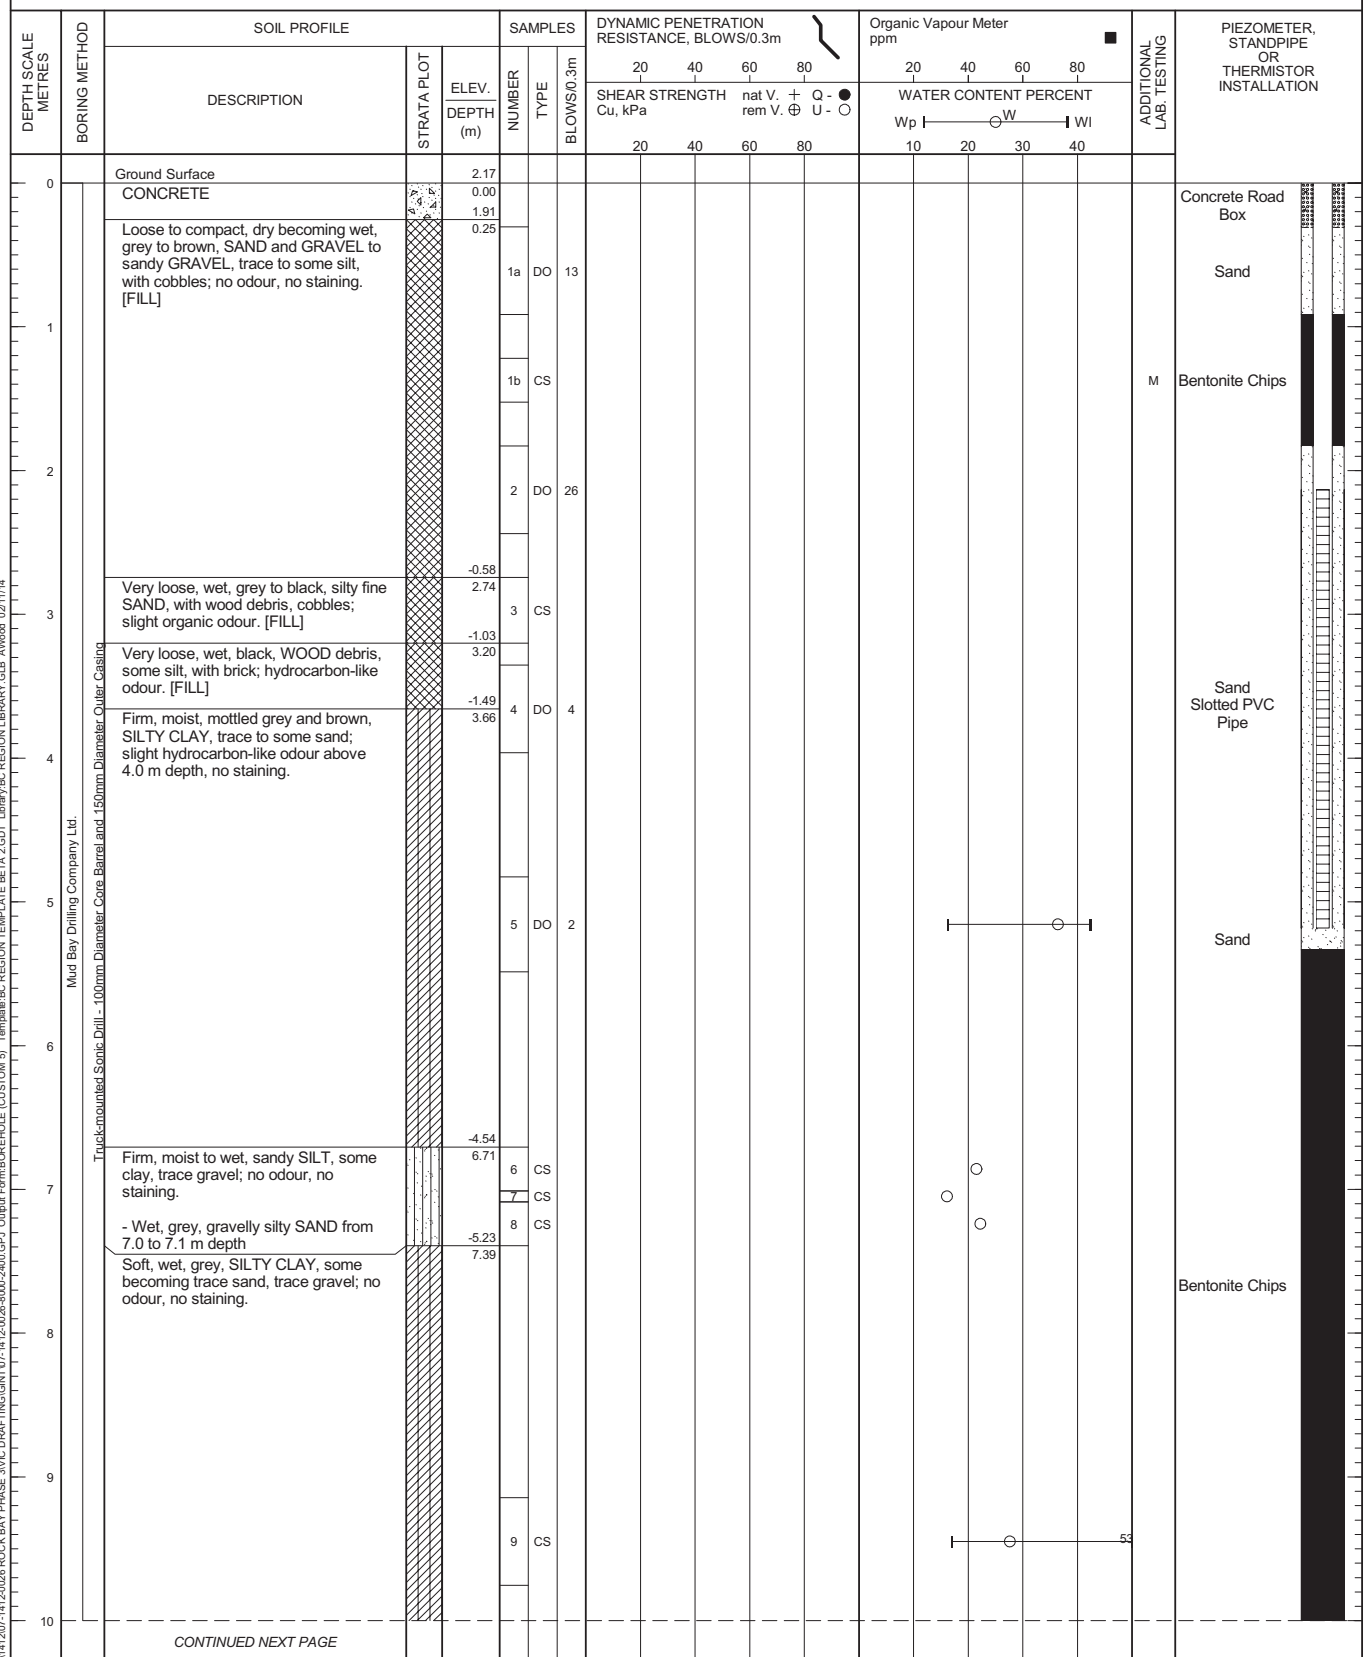 DEPTH SCALE
METRES
BORING METHOD
SOIL PROFILE
DESCRIPTION
STRATA PLOT
ELEV.
DEPTH
(m)
SAMPLES
NUMBER
TYPE
BLOWS/0.3m
DYNAMIC PENETRATION
RESISTANCE, BLOWS/0.3m
20 40 60 80
SHEAR STRENGTH nat V. + Q - ●
Cu, kPa rem V. ⊕ U - ○
20 40 60 80
Organic Vapour Meter
ppm ■
20 40 60 80
WATER CONTENT PERCENT
Wp W Wl
10 20 30 40
ADDITIONAL
LAB. TESTING
PIEZOMETER,
STANDPIPE
OR
THERMISTOR
INSTALLATION
Ground Surface 2.17
0
CONCRETE 0.00
1.91
Concrete Road
Box
0.25
Loose to compact, dry becoming wet,
grey to brown, SAND and GRAVEL to
sandy GRAVEL, trace to some silt,
with cobbles; no odour, no staining.
[FILL]
1a DO 13
Sand
1
1b CS
M
Bentonite Chips
2
2 DO 26
-0.58
2.74
Very loose, wet, grey to black, silty fine
SAND, with wood debris, cobbles;
slight organic odour. [FILL]
3
3 CS
-1.03
3.20
Very loose, wet, black, WOOD debris,
some silt, with brick; hydrocarbon-like
odour. [FILL]
-1.49
3.66
4 DO 4
Sand
Slotted PVC
Pipe
Firm, moist, mottled grey and brown,
SILTY CLAY, trace to some sand;
slight hydrocarbon-like odour above
4.0 m depth, no staining.
4
5
5 DO 2
Sand
6
Mud Bay Drilling Company Ltd.
Truck-mounted Sonic Drill - 100mm Diameter Core Barrel and 150mm Diameter Outer Casing
-4.54
6.71
Firm, moist to wet, sandy SILT, some
clay, trace gravel; no odour, no
staining.
6 CS
7
7 CS
- Wet, grey, gravelly silty SAND from
7.0 to 7.1 m depth
8 CS
-5.23
7.39
Soft, wet, grey, SILTY CLAY, some
becoming trace sand, trace gravel; no
odour, no staining.
Bentonite Chips
8
9
9 CS
53
10
CONTINUED NEXT PAGE